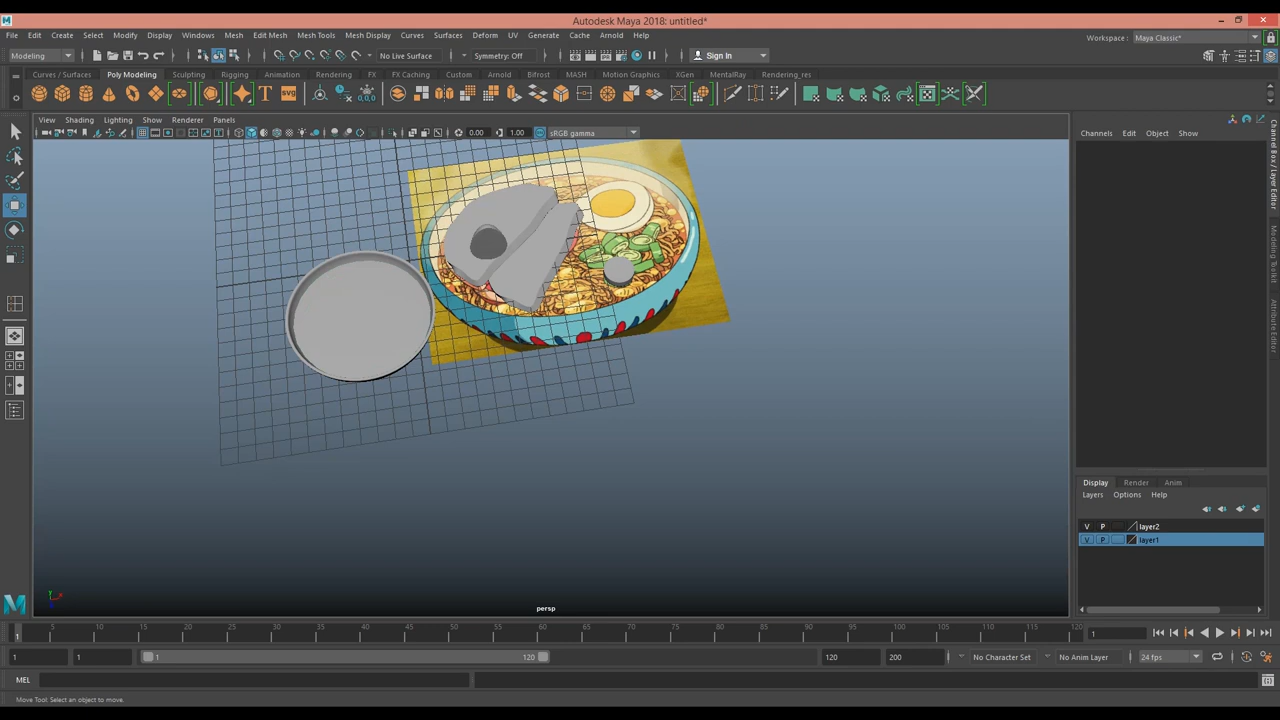 Autodesk Maya 2018: untitled*
File Edit Create Select Modify Display Windows Mesh Edit Mesh Mesh Tools Mesh Display Curves Surfaces Deform UV Generate Cache Arnold Help
Workspace : Maya Classic*
Modeling
No Live Surface
Symmetry: Off
Sign In
Curves / Surfaces Poly Modeling Sculpting Rigging Animation Rendering FX FX Caching Custom Arnold Bifrost MASH Motion Graphics XGen MentalRay Rendering_res
View Shading Lighting Show Renderer Panels
0.00 1.00 sRGB gamma
Channels Edit Object Show
Channel Box / Layer Editor
Attribute Editor
persp
Display Render Anim
Layers Options Help
V P layer2
V P layer1
1 5 10 15 20 25 30 35 40 45 50 55 60 65 70 75 80 85 90 95 100 105 110 115 120
1
1 1 1 120 120 200 No Character Set No Anim Layer 24 fps
MEL
Move Tool: Select an object to move.